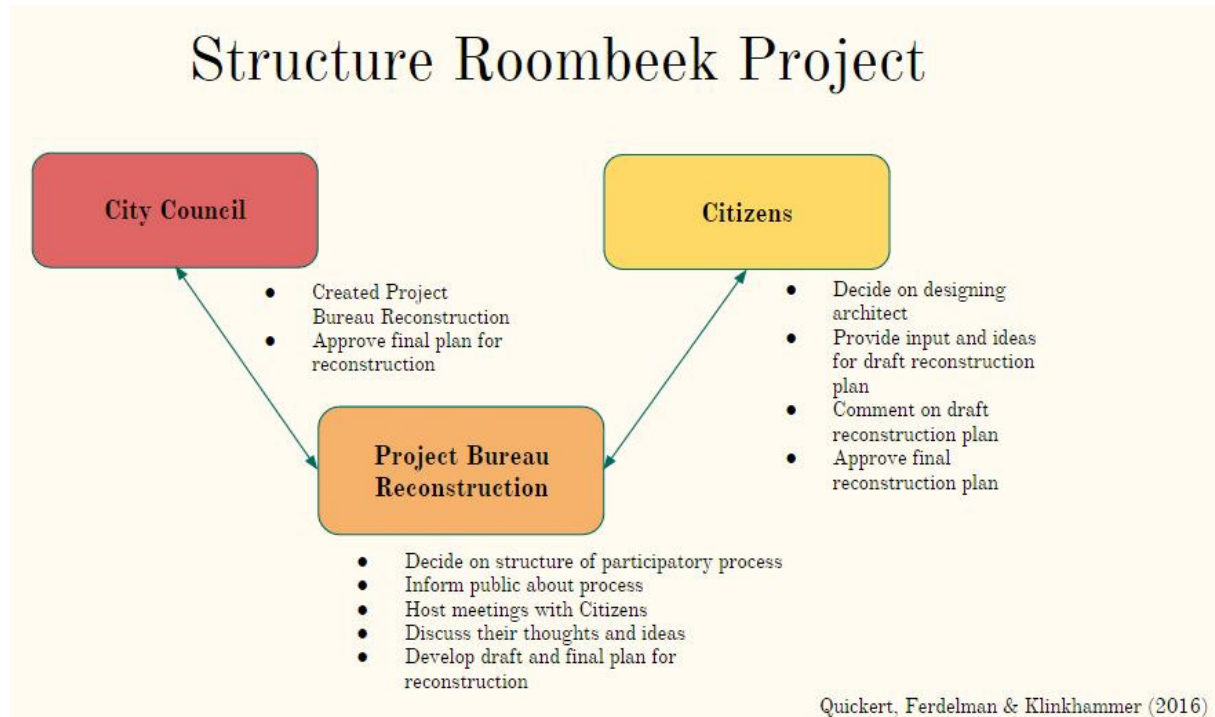 Structure Roombeek Project
City Council
Citizens
● Created Project
Bureau Reconstruction
● Approve final plan for
reconstruction
● Decide on designing
architect
● Provide input and ideas
for draft reconstruction
plan
● Comment on draft
reconstruction plan
● Approve final
reconstruction plan
Project Bureau
Reconstruction
● Decide on structure of participatory process
● Inform public about process
● Host meetings with Citizens
● Discuss their thoughts and ideas
● Develop draft and final plan for
reconstruction
Quickert, Ferdelman & Klinkhammer (2016)